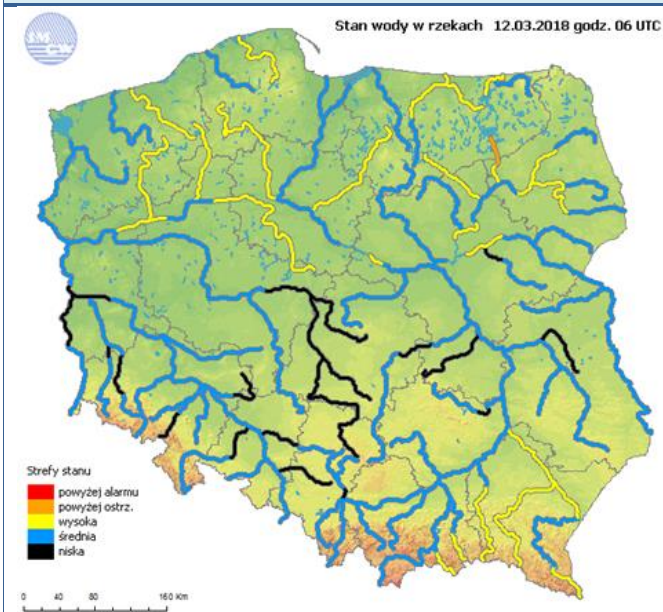 Stan wody w rzekach 12.03.2018 godz. 06 UTC
Strefy stanu
powyżej alarmu
powyżej ostrz.
wysoka
średnia
niska
0 40 80 160 Km